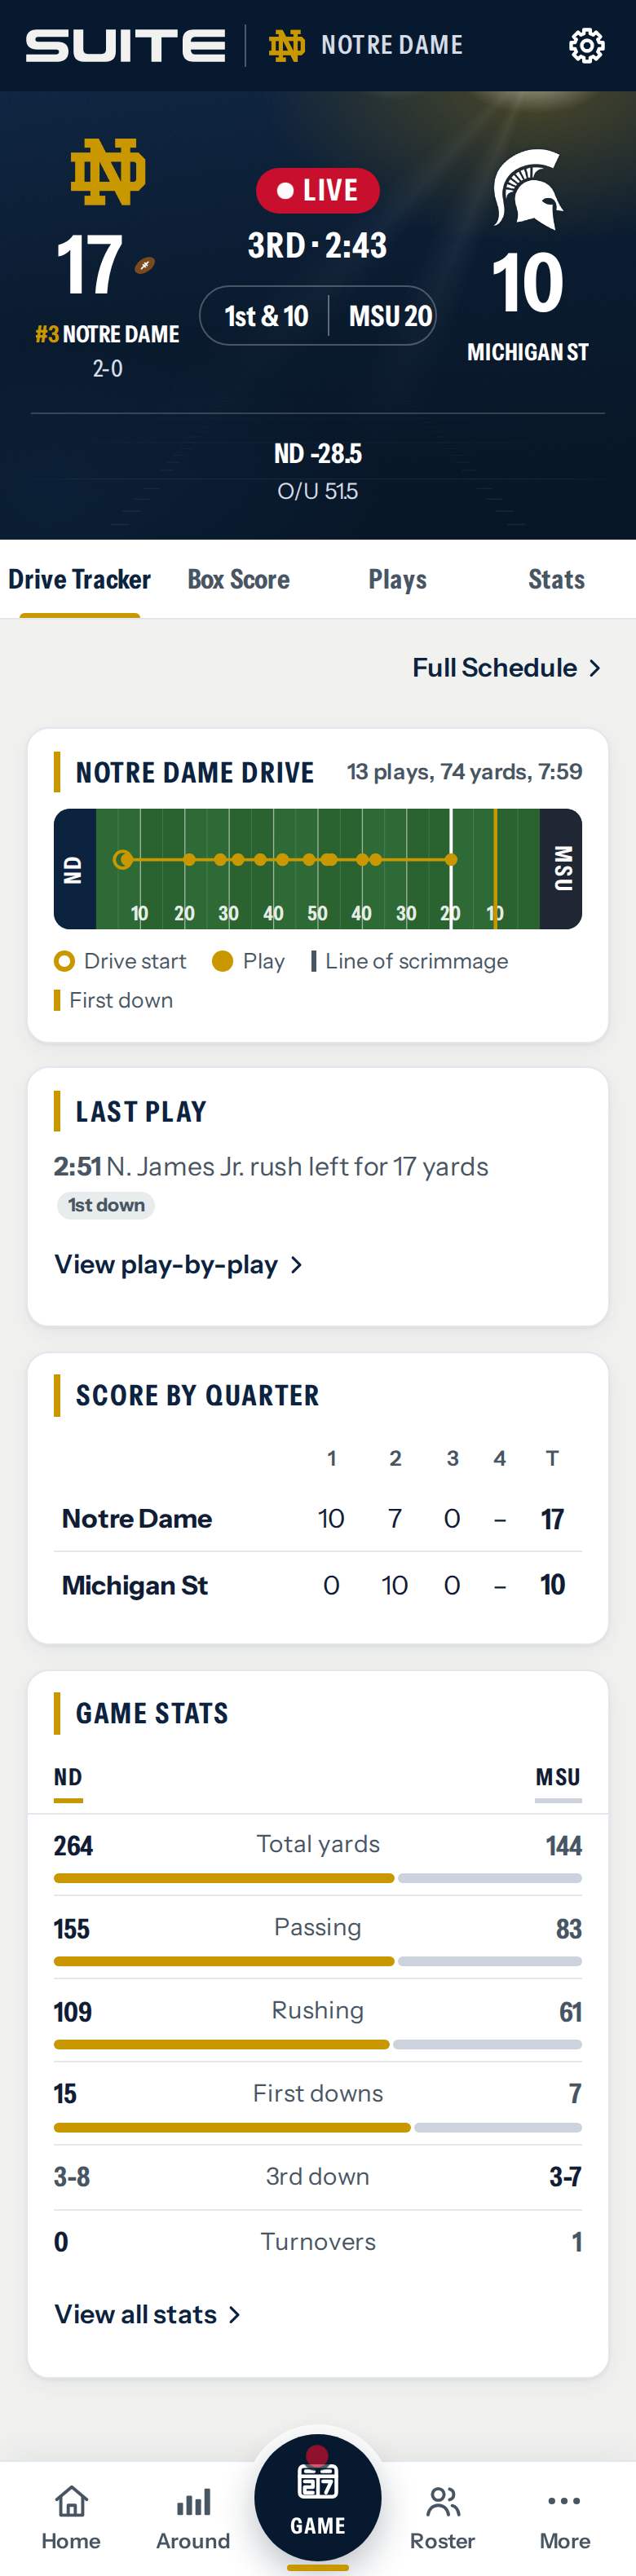 SUITE
NOTRE DAME
LIVE
3RD · 2:43
17
10
1st & 10
MSU 20
#3 NOTRE DAME
2-0
MICHIGAN ST
ND -28.5
O/U 51.5
Drive Tracker
Box Score
Plays
Stats
Full Schedule
NOTRE DAME DRIVE
13 plays, 74 yards, 7:59
ND
MSU
10 20 30 40 50 40 30 20 10
Drive start
Play
Line of scrimmage
First down
LAST PLAY
2:51 N. James Jr. rush left for 17 yards
1st down
View play-by-play
SCORE BY QUARTER
1 2 3 4 T
Notre Dame 10 7 0 – 17
Michigan St 0 10 0 – 10
GAME STATS
ND MSU
264 Total yards 144
155 Passing 83
109 Rushing 61
15 First downs 7
3-8 3rd down 3-7
0 Turnovers 1
View all stats
27
Home
Around
GAME
Roster
More